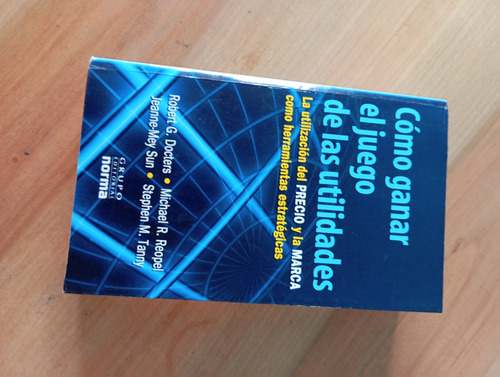 Cómo ganar
el juego
de las utilidades
La utilización del PRECIO y la MARCA
como herramientas estratégicas
Robert G. Docters • Michael R. Reopel
Jeanne-Mey Sun • Stephen M. Tanny
GRUPO
EDITORIAL
norma